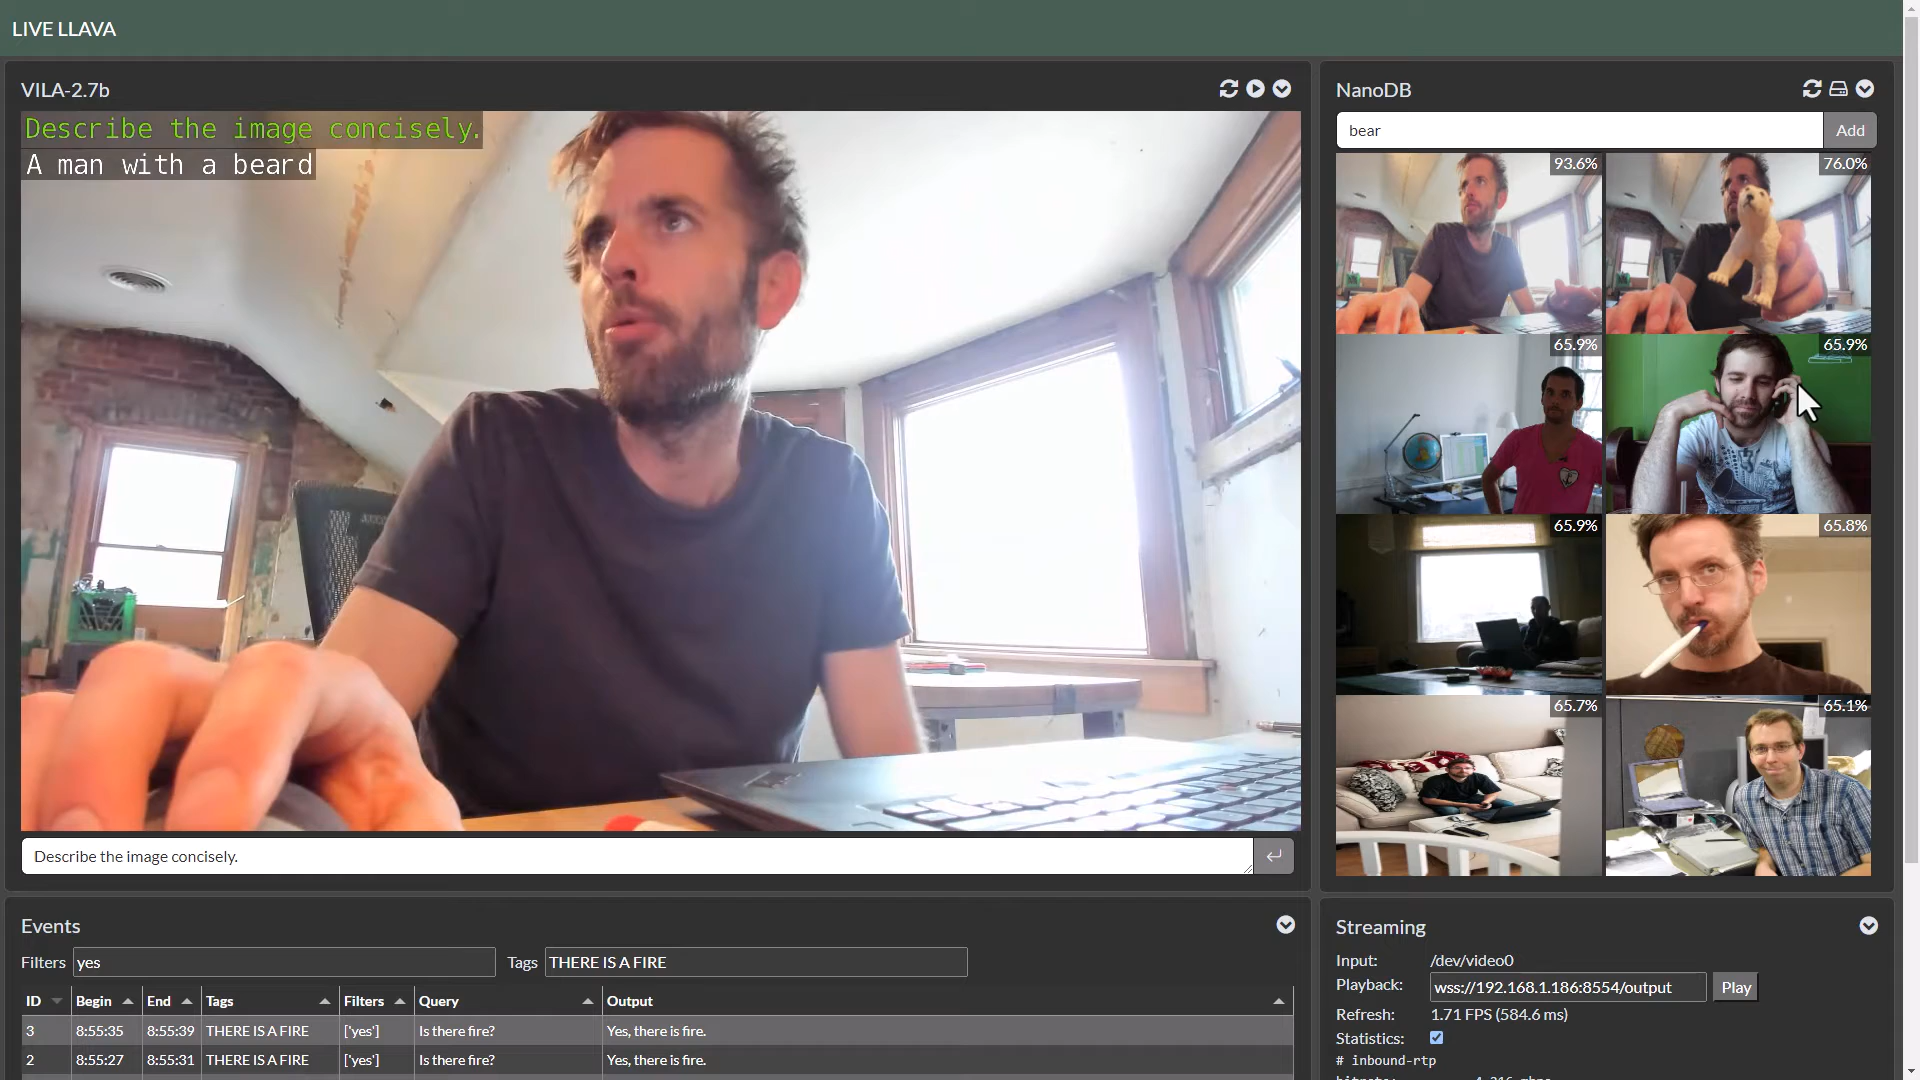 LIVE LLAVA
VILA-2.7b
Describe the image concisely.
A man with a beard
Describe the image concisely.
NanoDB
bear
Add
93.6%
76.0%
65.9%
65.9%
65.9%
65.8%
65.7%
65.1%
Events
Filters yes Tags THERE IS A FIRE
ID Begin End Tags Filters Query Output
3 8:55:35 8:55:39 THERE IS A FIRE ['yes'] Is there fire? Yes, there is fire.
2 8:55:27 8:55:31 THERE IS A FIRE ['yes'] Is there fire? Yes, there is fire.
Streaming
Input: /dev/video0
Playback: wss://192.168.1.186:8554/output Play
Refresh: 1.71 FPS (584.6 ms)
Statistics:
# inbound-rtp